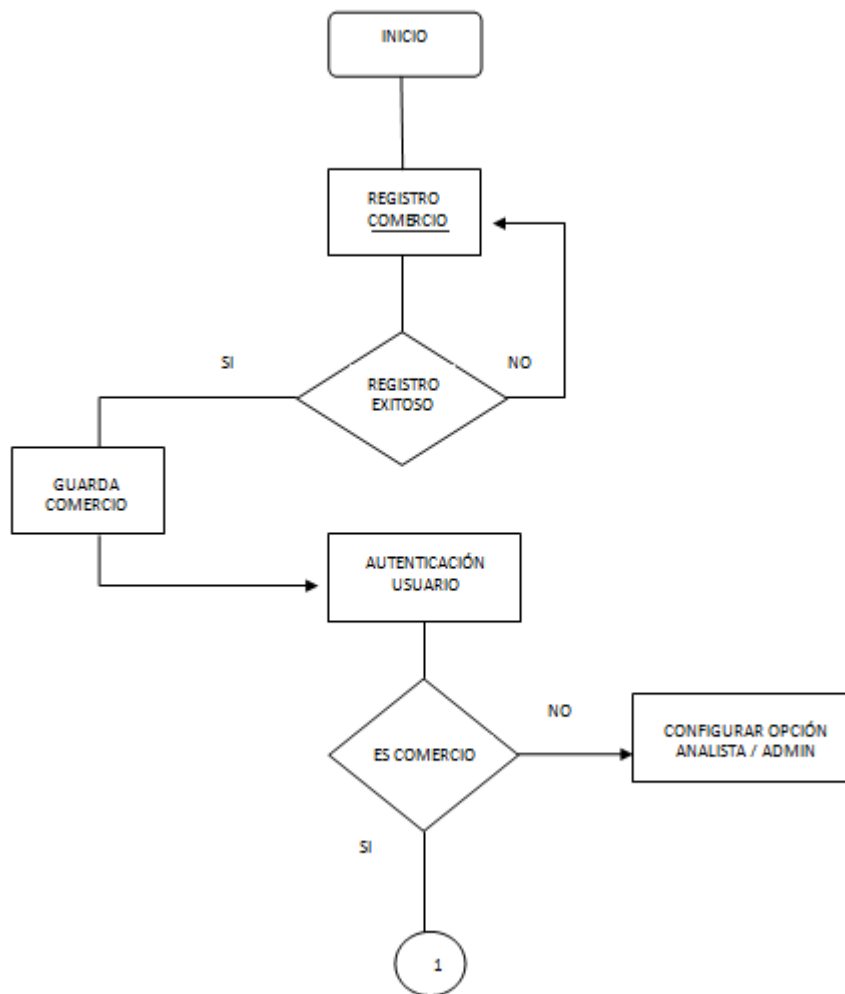 INICIO
REGISTRO
COMERCIO
SI
NO
REGISTRO
EXITOSO
GUARDA
COMERCIO
AUTENTICACIÓN
USUARIO
NO
CONFIGURAR OPCIÓN
ANALISTA / ADMIN
ES COMERCIO
SI
1